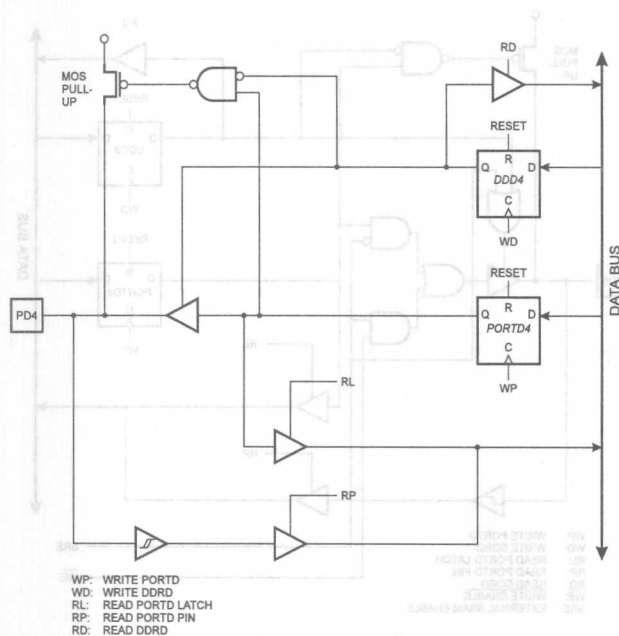 RD
MOS
PULL-
UP
RESET
R
Q
D
DDD4
C
WD
DATA BUS
RESET
R
Q
D
PORTD4
C
WP
PD4
RL
RP
WP: WRITE PORTD
WD: WRITE DDRD
RL: READ PORTD LATCH
RP: READ PORTD PIN
RD: READ DDRD